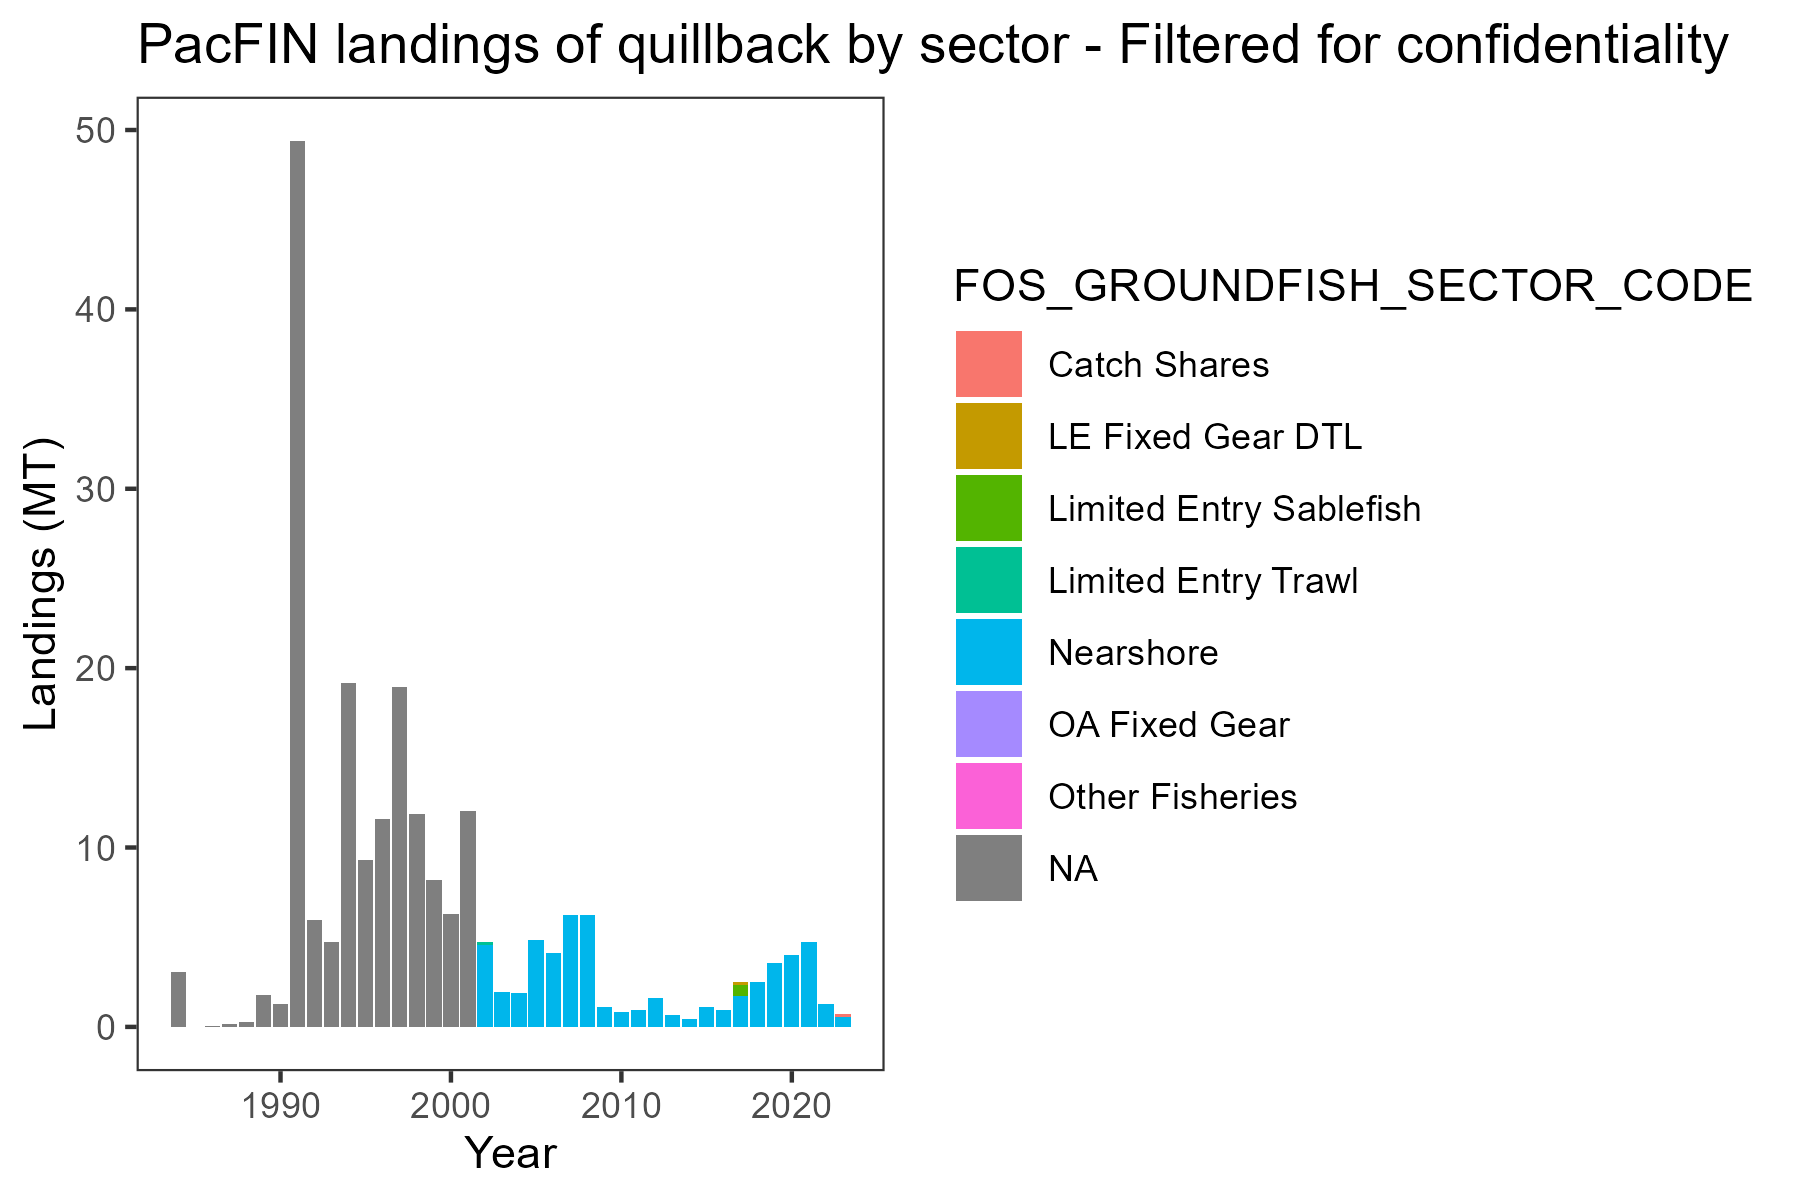 PacFIN landings of quillback by sector - Filtered for confidentiality
50
40
30
20
10
0
Landings (MT)
1990 2000 2010 2020
Year
FOS_GROUNDFISH_SECTOR_CODE
Catch Shares
LE Fixed Gear DTL
Limited Entry Sablefish
Limited Entry Trawl
Nearshore
OA Fixed Gear
Other Fisheries
NA